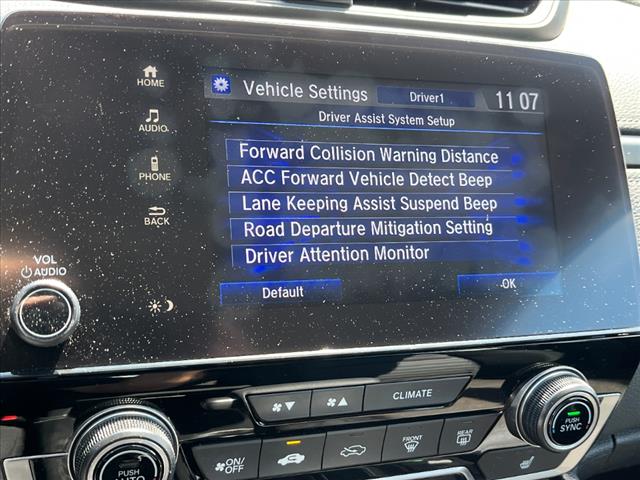 HOME
AUDIO
PHONE
BACK
VOL
AUDIO
Vehicle Settings Driver1 11 07
Driver Assist System Setup
Forward Collision Warning Distance
ACC Forward Vehicle Detect Beep
Lane Keeping Assist Suspend Beep
Road Departure Mitigation Setting
Driver Attention Monitor
Default OK
CLIMATE
PUSH
SYNC
ON/
OFF
FRONT
REAR
PUSH
AUTO